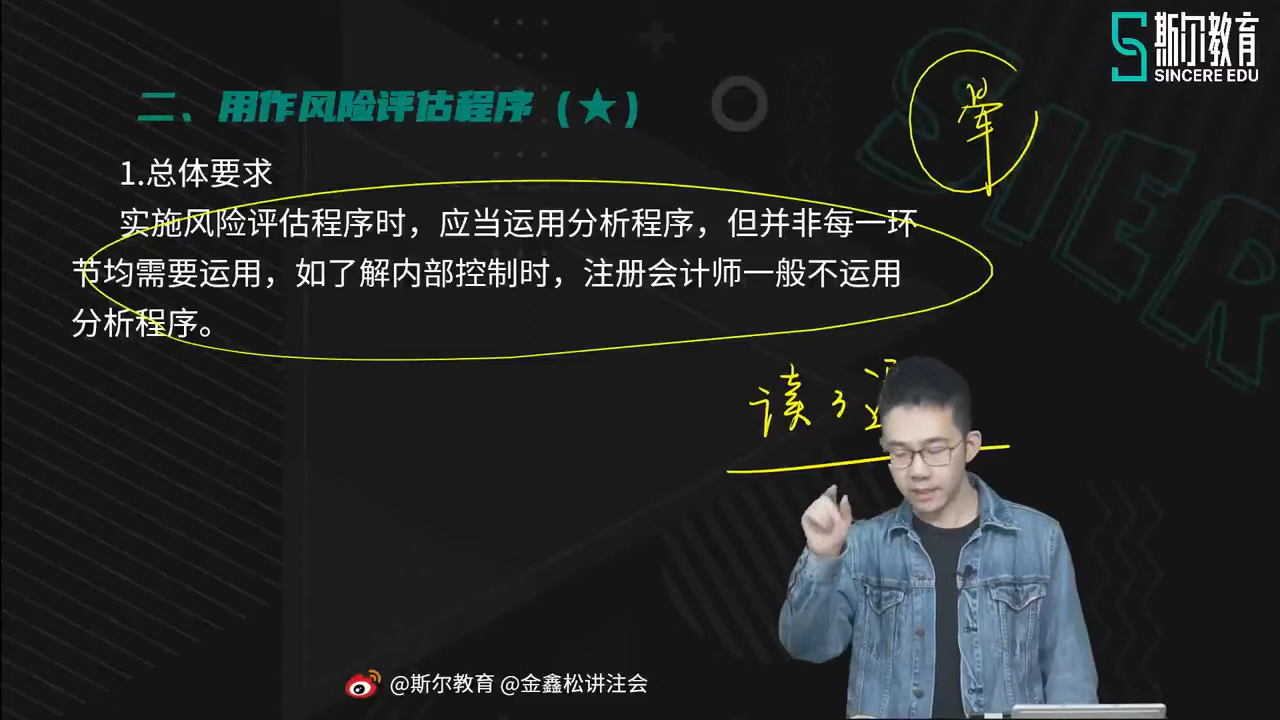 斯尔教育
SINCERE EDU
二、用作风险评估程序（★）
1.总体要求
实施风险评估程序时，应当运用分析程序，但并非每一环
节均需要运用，如了解内部控制时，注册会计师一般不运用
分析程序。
读3
@斯尔教育 @金鑫松讲注会